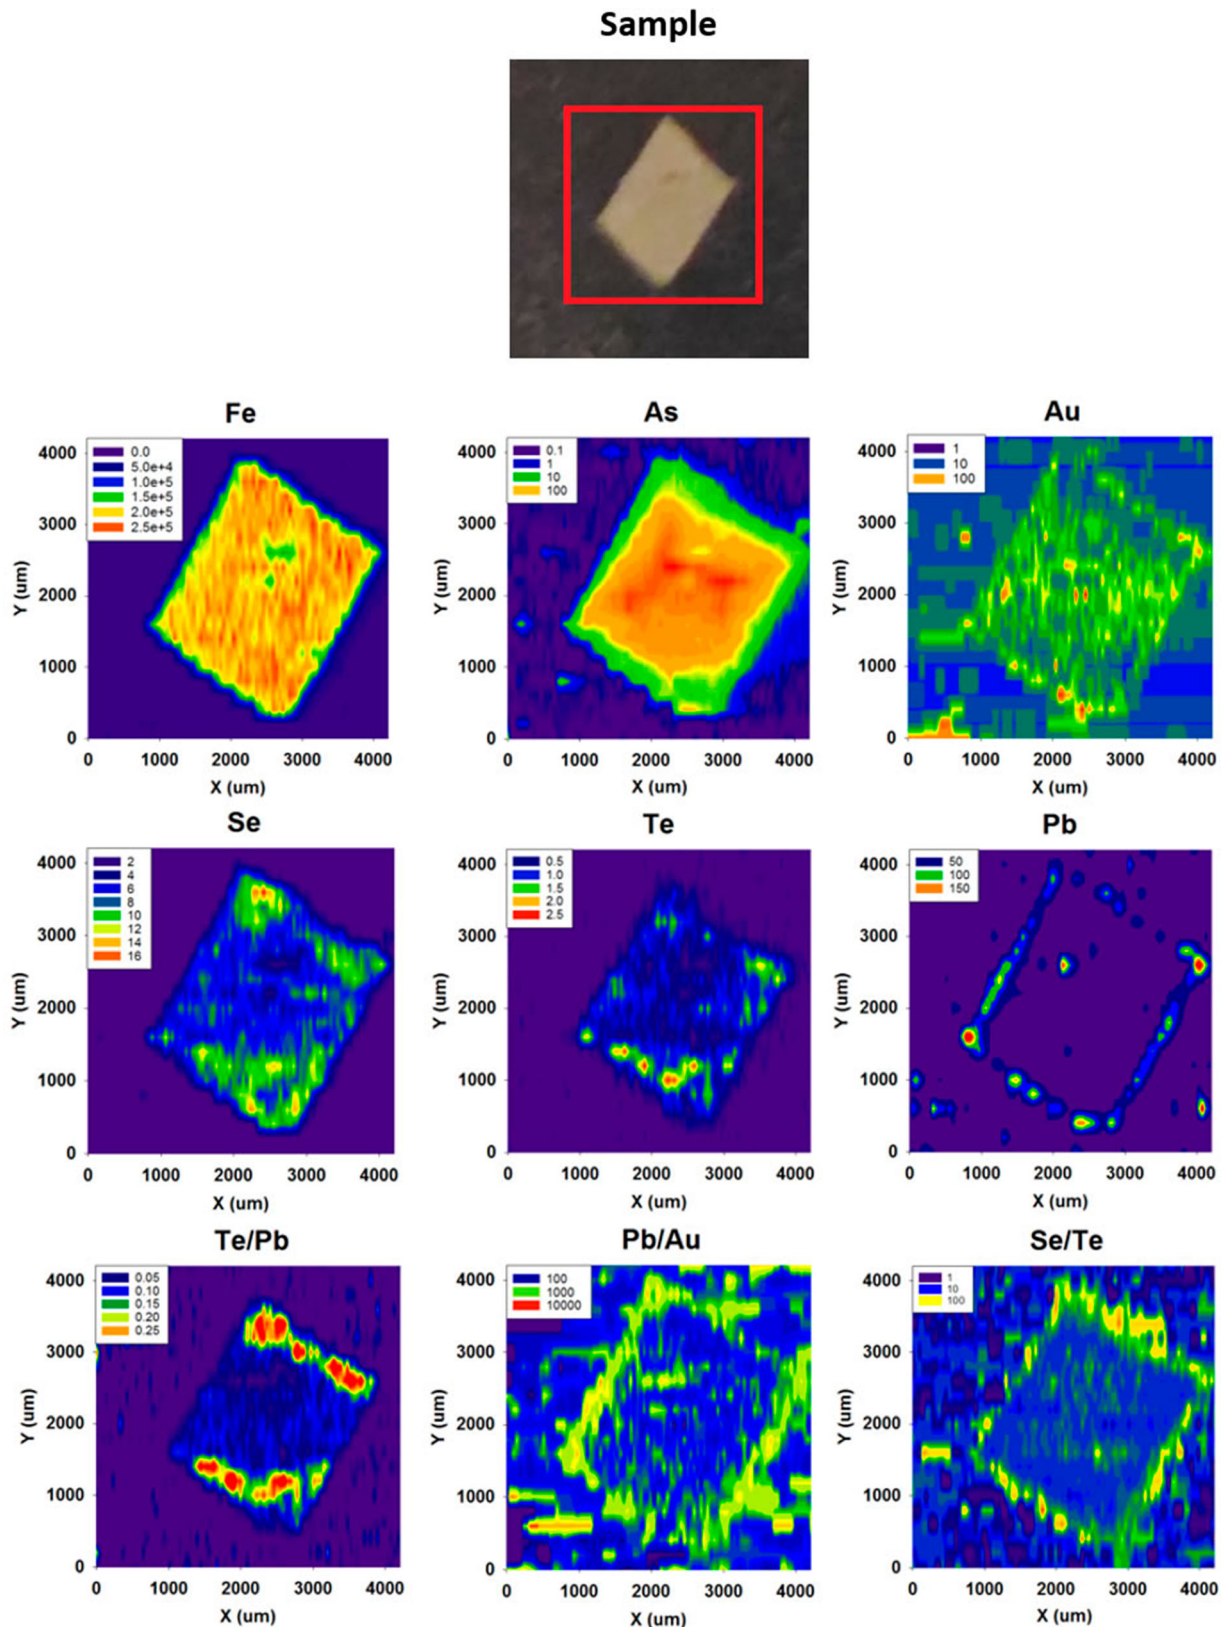 Sample
Fe
As
Au
4000
3000
2000
1000
0
Y (um)
0.0
5.0e+4
1.0e+5
1.5e+5
2.0e+5
2.5e+5
0 1000 2000 3000 4000
X (um)
4000
3000
2000
1000
0
Y (um)
0.1
1
10
100
0 1000 2000 3000 4000
X (um)
4000
3000
2000
1000
0
Y (um)
1
10
100
0 1000 2000 3000 4000
X (um)
Se
Te
Pb
4000
3000
2000
1000
0
Y (um)
2
4
6
8
10
12
14
16
0 1000 2000 3000 4000
X (um)
4000
3000
2000
1000
0
Y (um)
0.5
1.0
1.5
2.0
2.5
0 1000 2000 3000 4000
X (um)
4000
3000
2000
1000
0
Y (um)
50
100
150
0 1000 2000 3000 4000
X (um)
Te/Pb
Pb/Au
Se/Te
4000
3000
2000
1000
0
Y (um)
0.05
0.10
0.15
0.20
0.25
0 1000 2000 3000 4000
X (um)
4000
3000
2000
1000
0
Y (um)
100
1000
10000
0 1000 2000 3000 4000
X (um)
4000
3000
2000
1000
0
Y (um)
1
10
100
0 1000 2000 3000 4000
X (um)